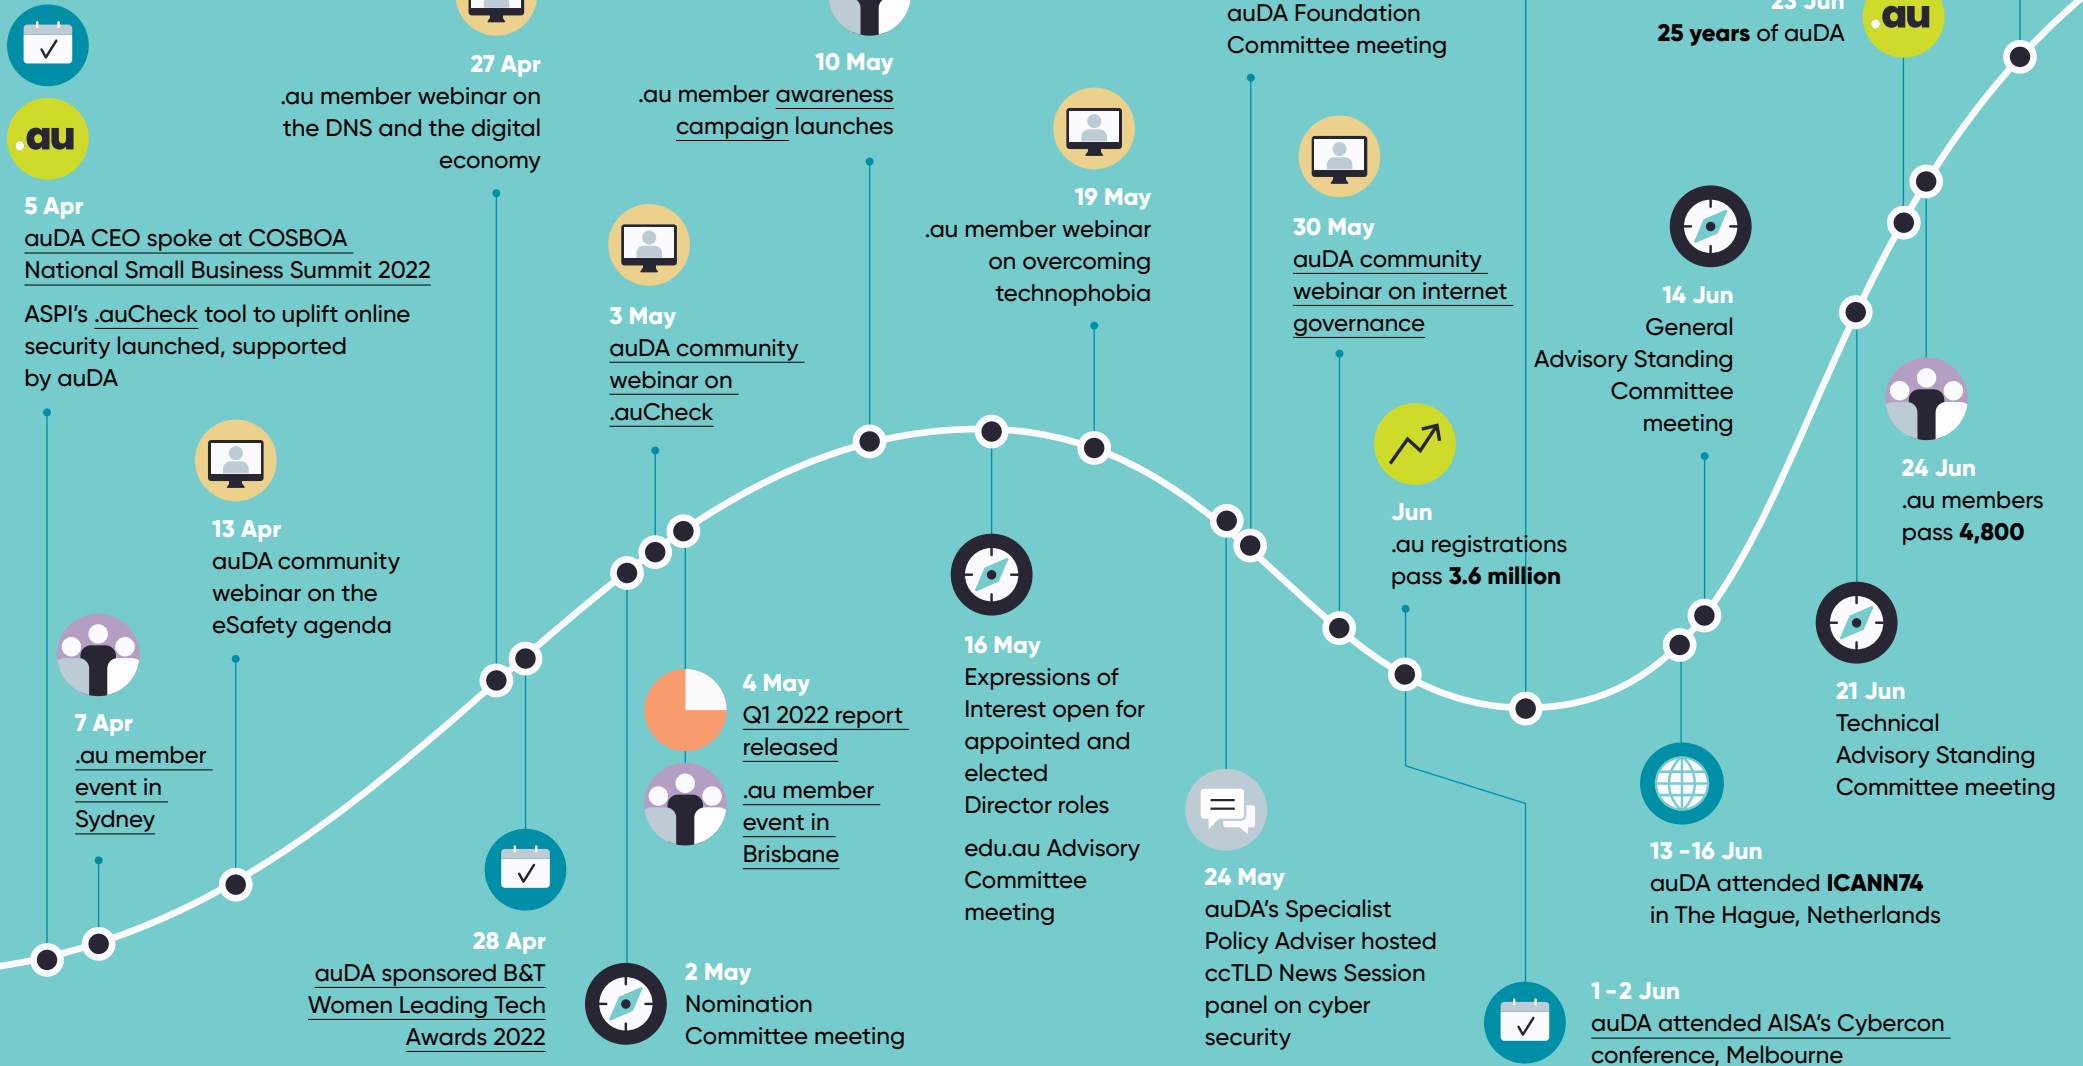 .au
5 Apr
auDA CEO spoke at COSBOA
National Small Business Summit 2022
ASPI's .auCheck tool to uplift online
security launched, supported
by auDA
7 Apr
.au member
event in
Sydney
13 Apr
auDA community
webinar on the
eSafety agenda
27 Apr
.au member webinar on
the DNS and the digital
economy
28 Apr
auDA sponsored B&T
Women Leading Tech
Awards 2022
2 May
Nomination
Committee meeting
3 May
auDA community
webinar on
.auCheck
4 May
Q1 2022 report
released
.au member
event in
Brisbane
10 May
.au member awareness
campaign launches
16 May
Expressions of
Interest open for
appointed and
elected
Director roles
edu.au Advisory
Committee
meeting
19 May
.au member webinar
on overcoming
technophobia
24 May
auDA's Specialist
Policy Adviser hosted
ccTLD News Session
panel on cyber
security
auDA Foundation
Committee meeting
30 May
auDA community
webinar on internet
governance
Jun
.au registrations
pass 3.6 million
1-2 Jun
auDA attended AISA's Cybercon
conference, Melbourne
13 -16 Jun
auDA attended ICANN74
in The Hague, Netherlands
14 Jun
General
Advisory Standing
Committee
meeting
21 Jun
Technical
Advisory Standing
Committee meeting
23 Jun
25 years of auDA
.au
24 Jun
.au members
pass 4,800